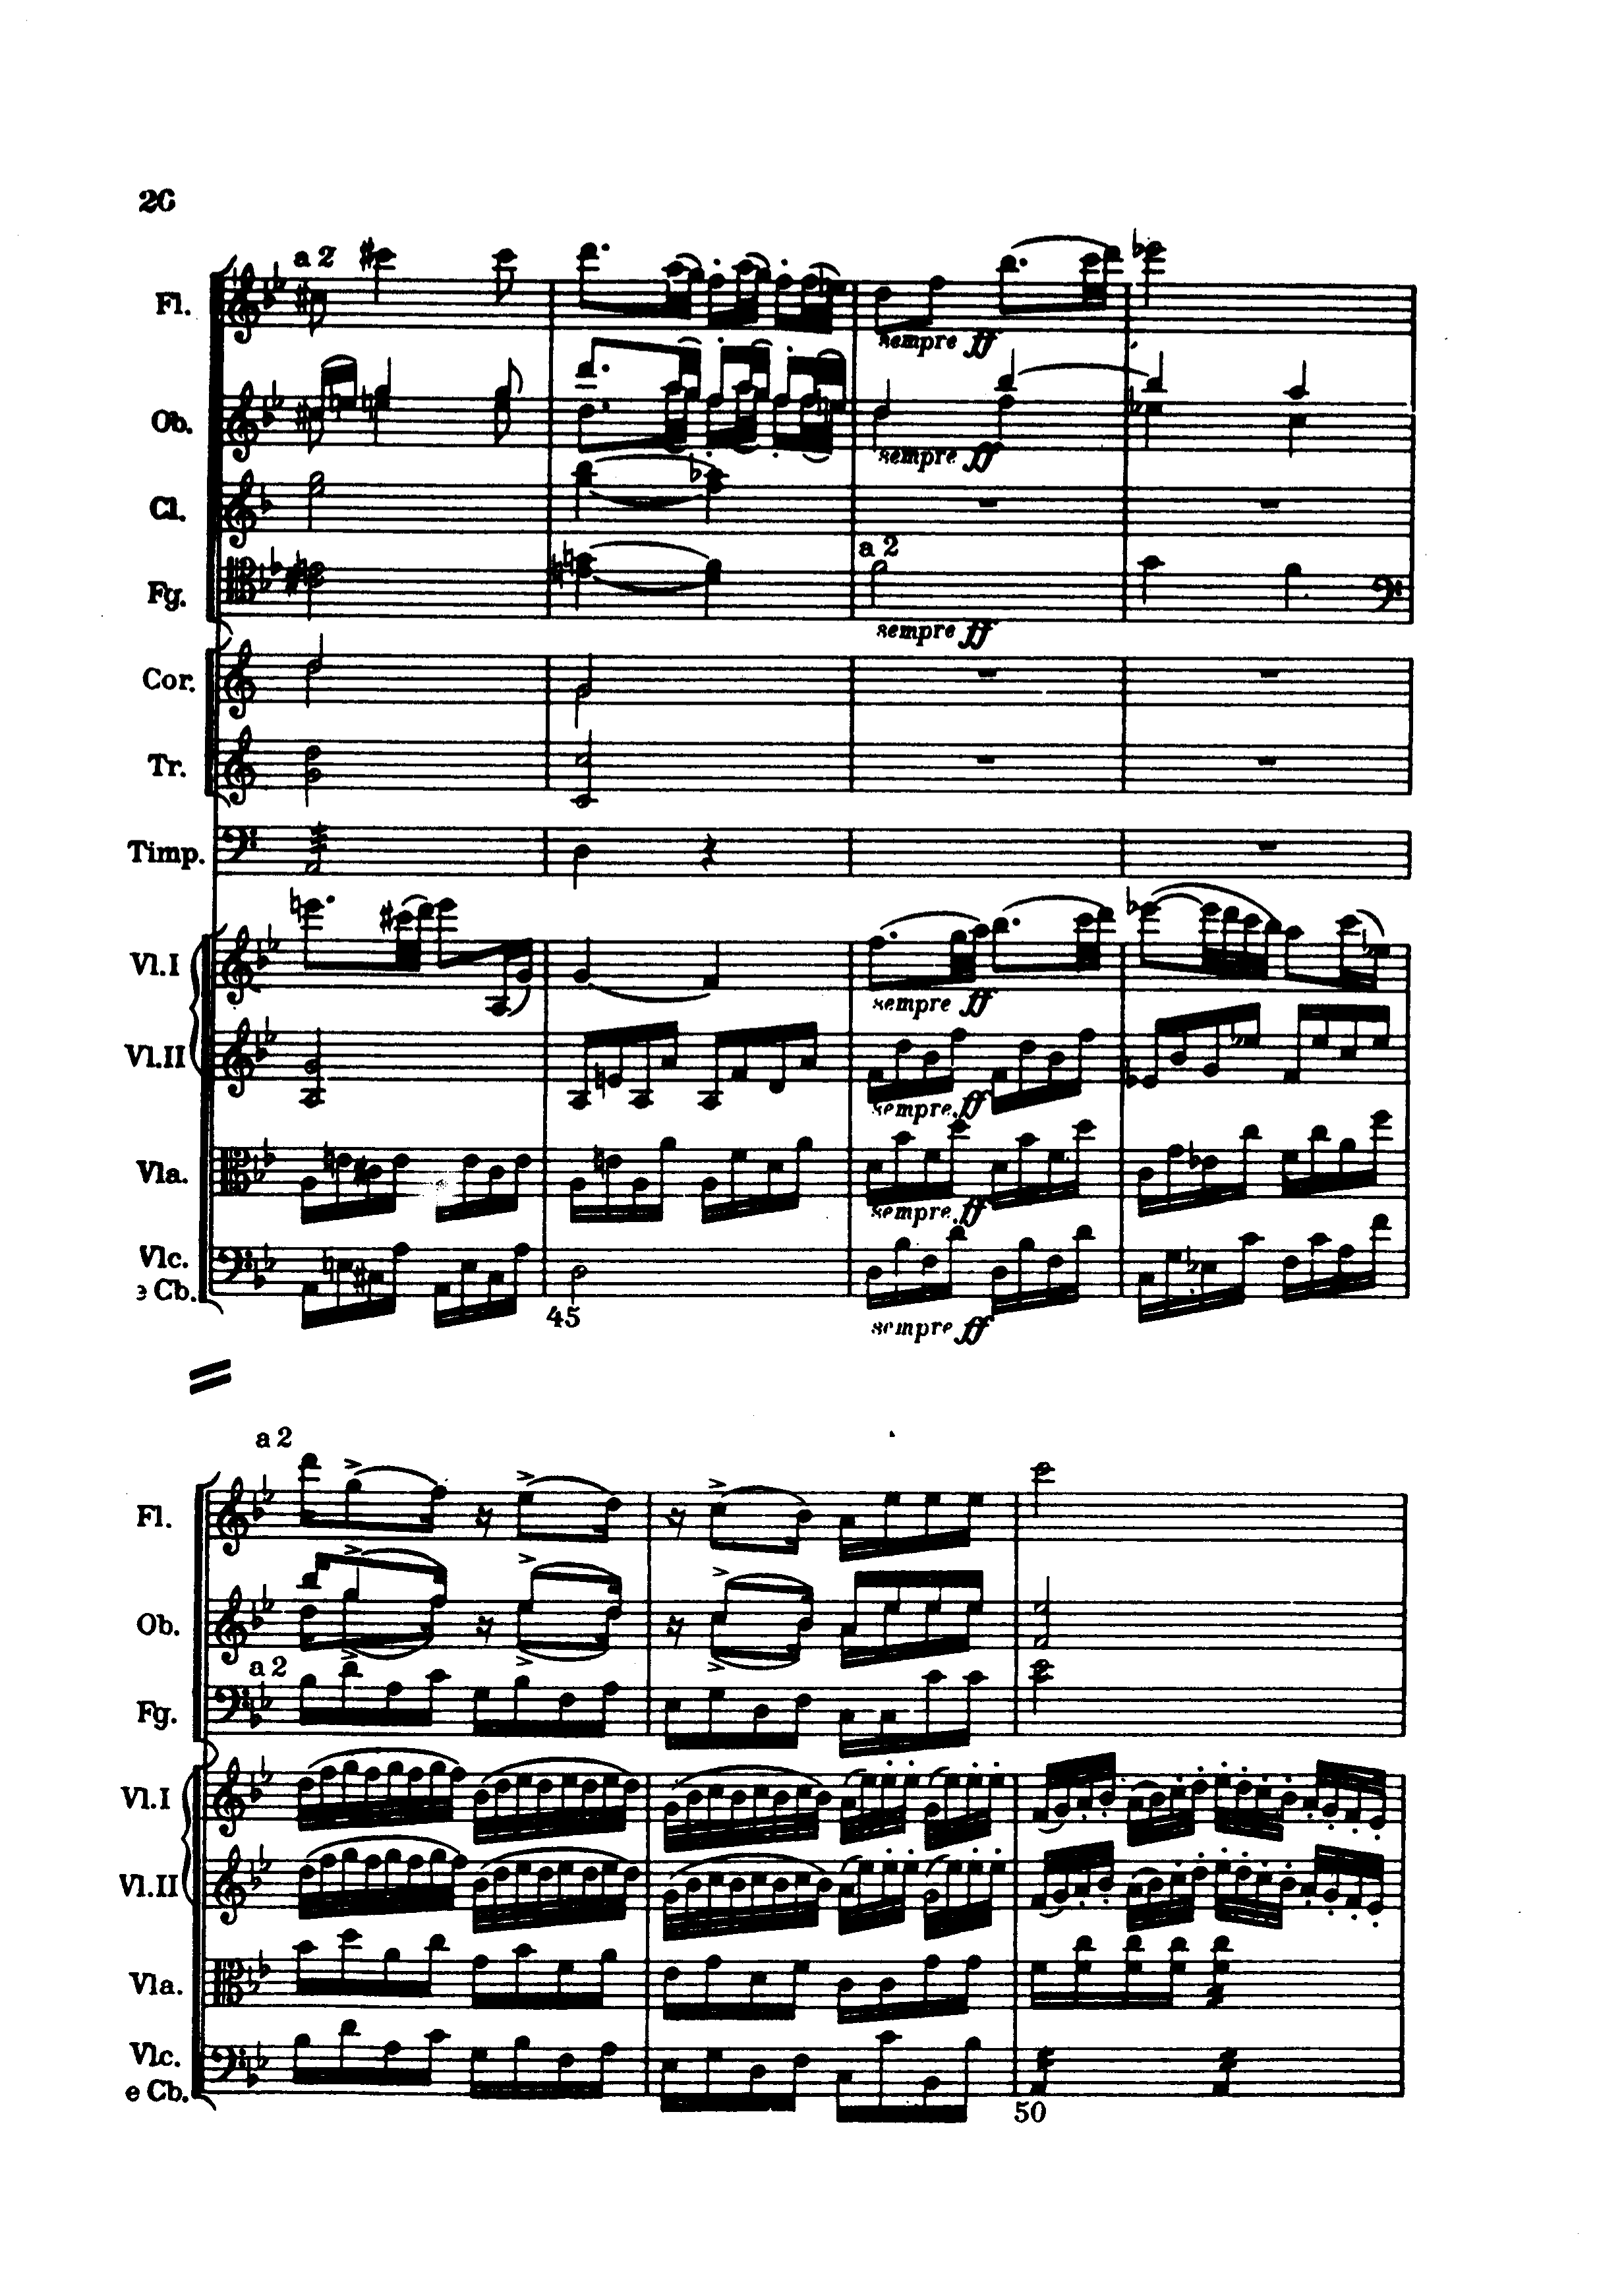 26
a 2
Fl.
sempre ff
Ob.
sempre ff
Cl.
a 2
Fg.
sempre ff
Cor.
Tr.
Timp.
Vl. I
sempre ff
Vl. II
sempre ff
Vla.
sempre ff
Vlc.
e Cb.
45
sempre ff
a 2
Fl.
Ob.
a 2
Fg.
Vl. I
Vl. II
Vla.
Vlc.
e Cb.
50